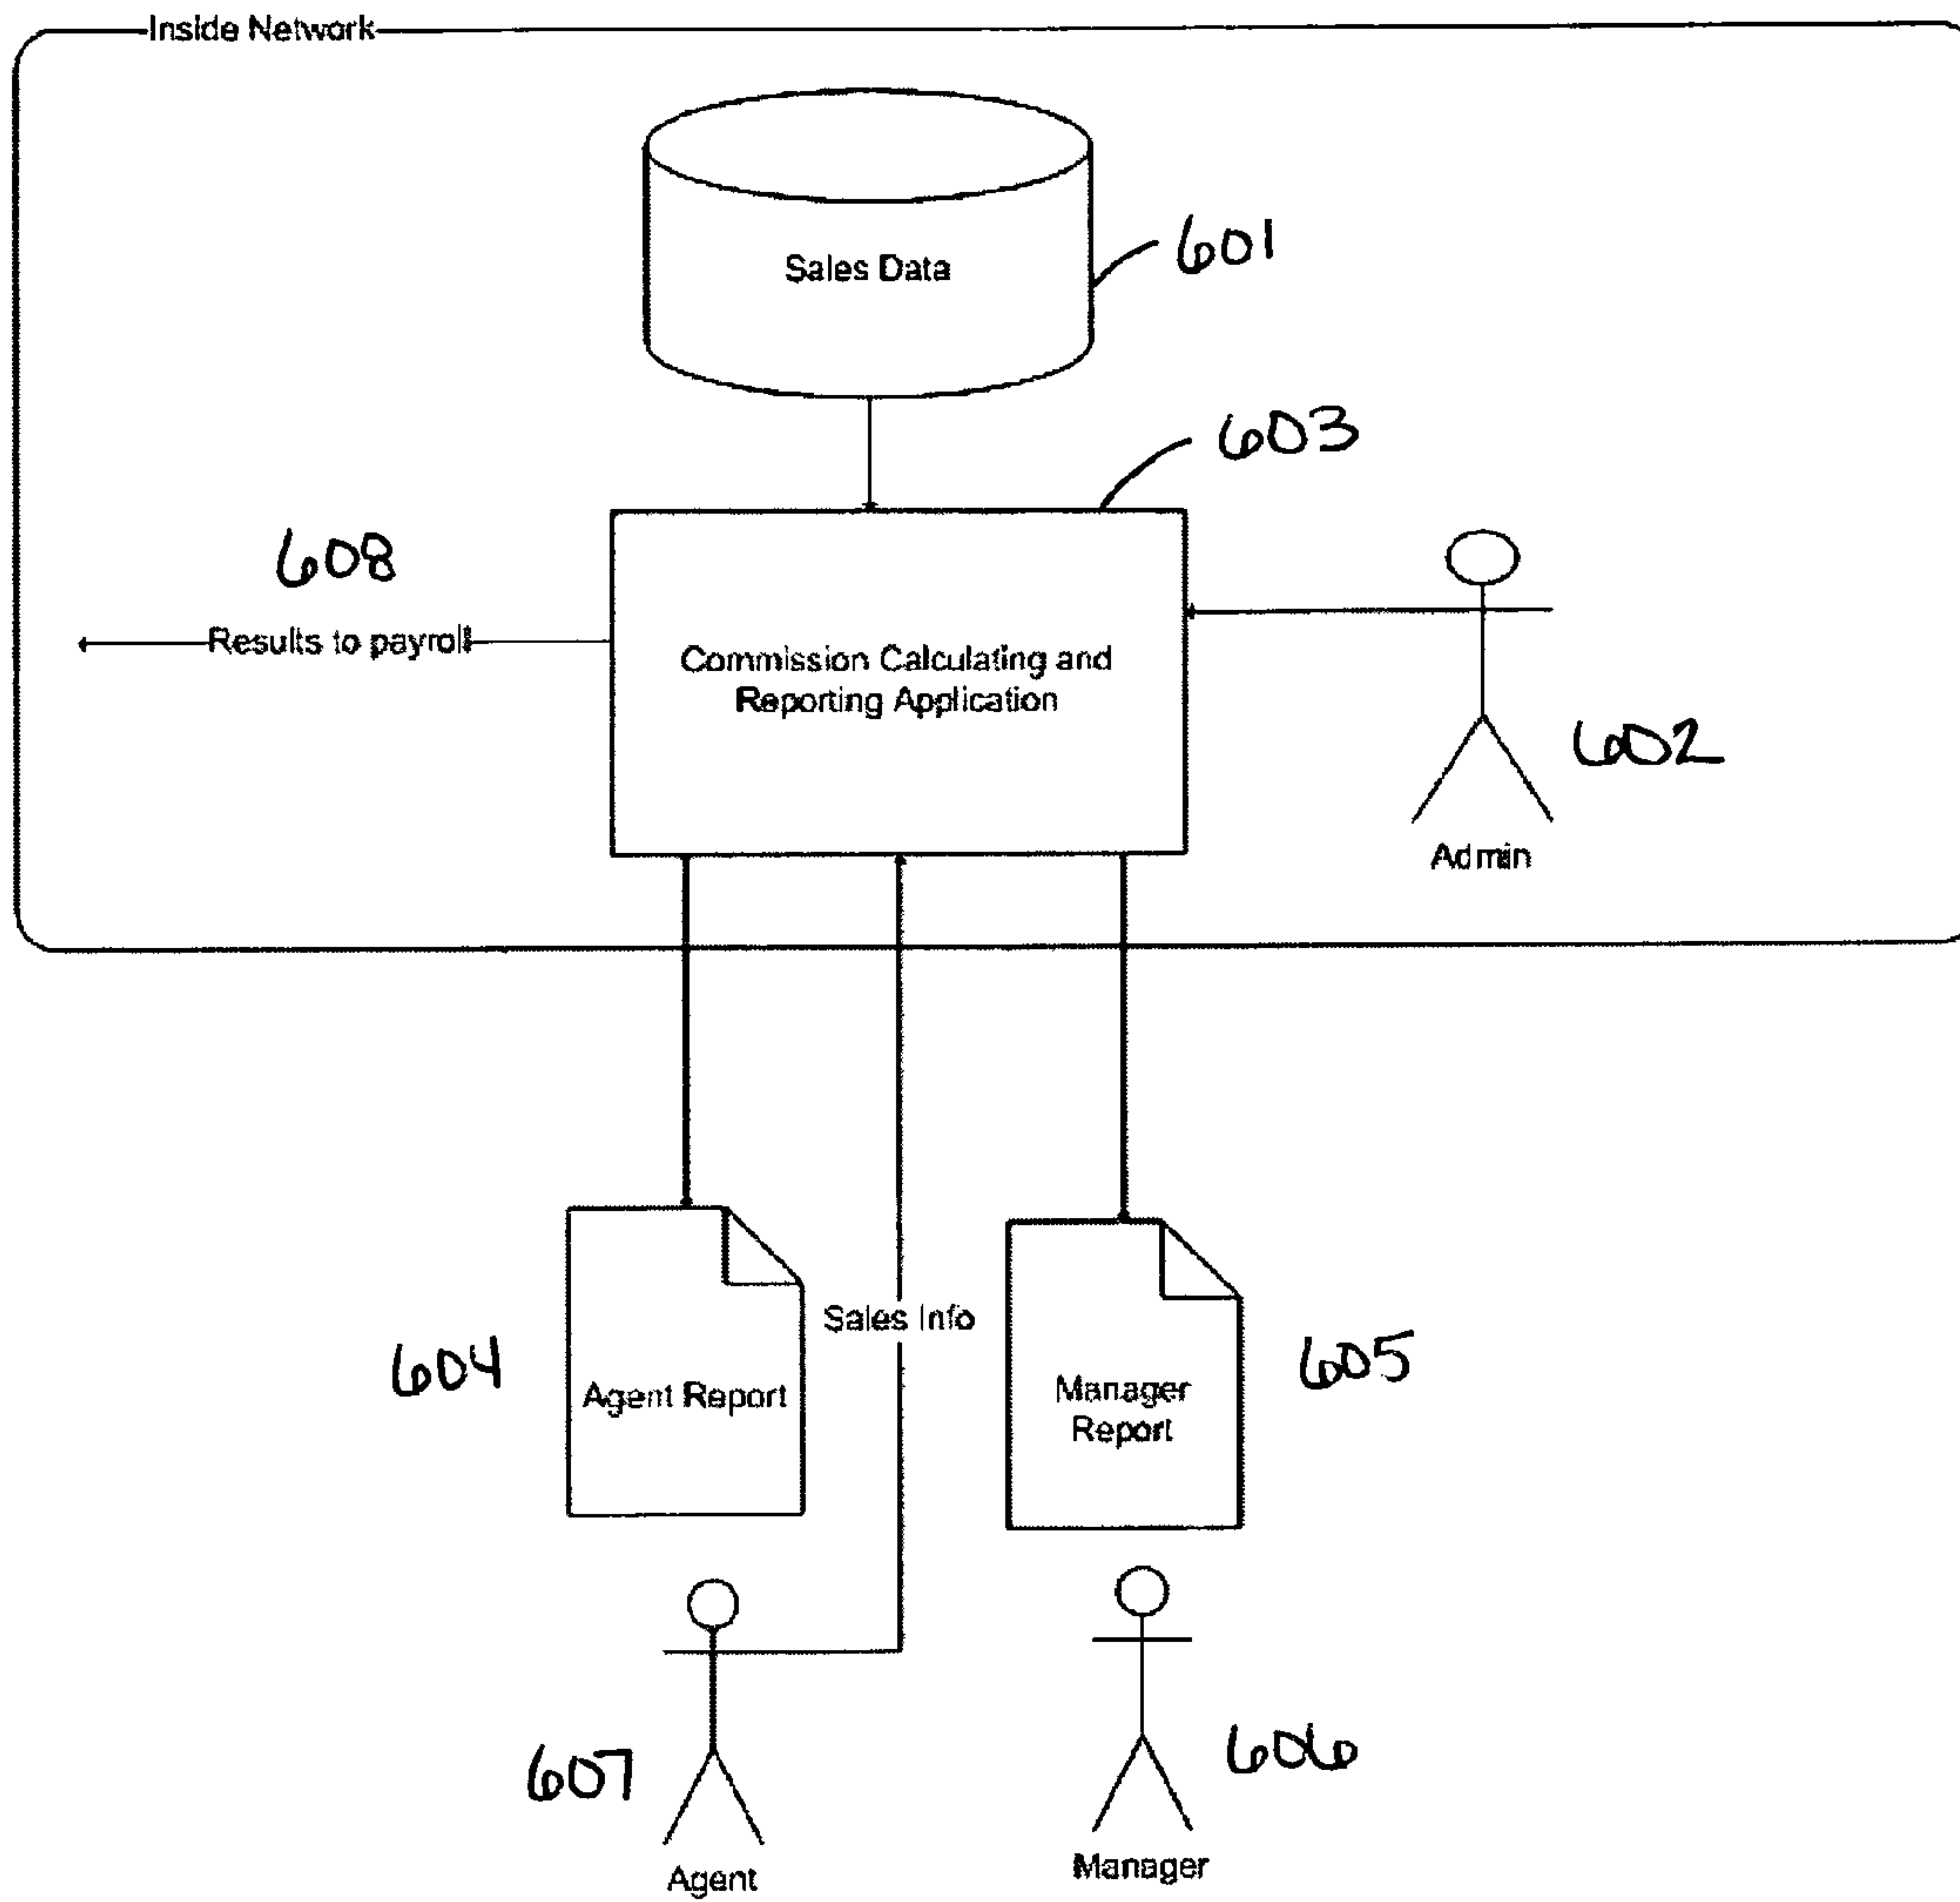 Inside Network
Sales Data
601
603
608
Results to payroll
Commission Calculating and
Reporting Application
602
Admin
Sales Info
604
Agent Report
Manager
Report
605
607
606
Agent
Manager